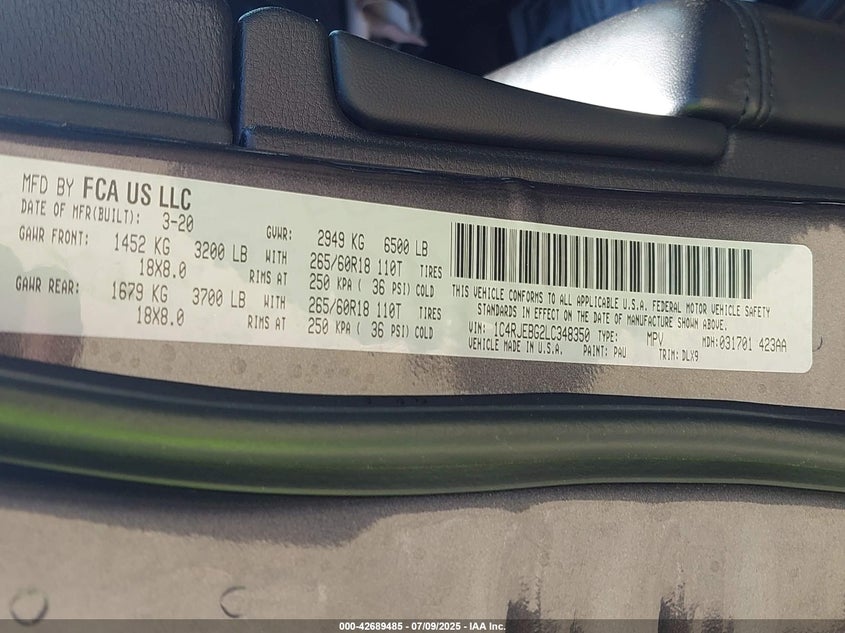 MFD BY FCA US LLC
DATE OF MFR(BUILT): 3-20
GAWR FRONT: 1452 KG 3200 LB
18X8.0 RIMS AT
GAWR REAR: 1679 KG 3700 LB WITH
18X8.0 RIMS AT
GVWR: 2949 KG 6500 LB
WITH 265/60R18 110T TIRES
250 KPA ( 36 PSI) COLD
265/60R18 110T TIRES
250 KPA ( 36 PSI) COLD
THIS VEHICLE CONFORMS TO ALL APPLICABLE U.S.A. FEDERAL MOTOR VEHICLE SAFETY
STANDARDS IN EFFECT ON THE DATE OF MANUFACTURE SHOWN ABOVE.
VIN: 1C4RJEBG2LC348350 TYPE: MPV MDH: 031701 423AA
VEHICLE MADE IN U.S.A. PAINT: PAU TRIM: DLX9
000-42689485 - 07/09/2025 - IAA Inc.